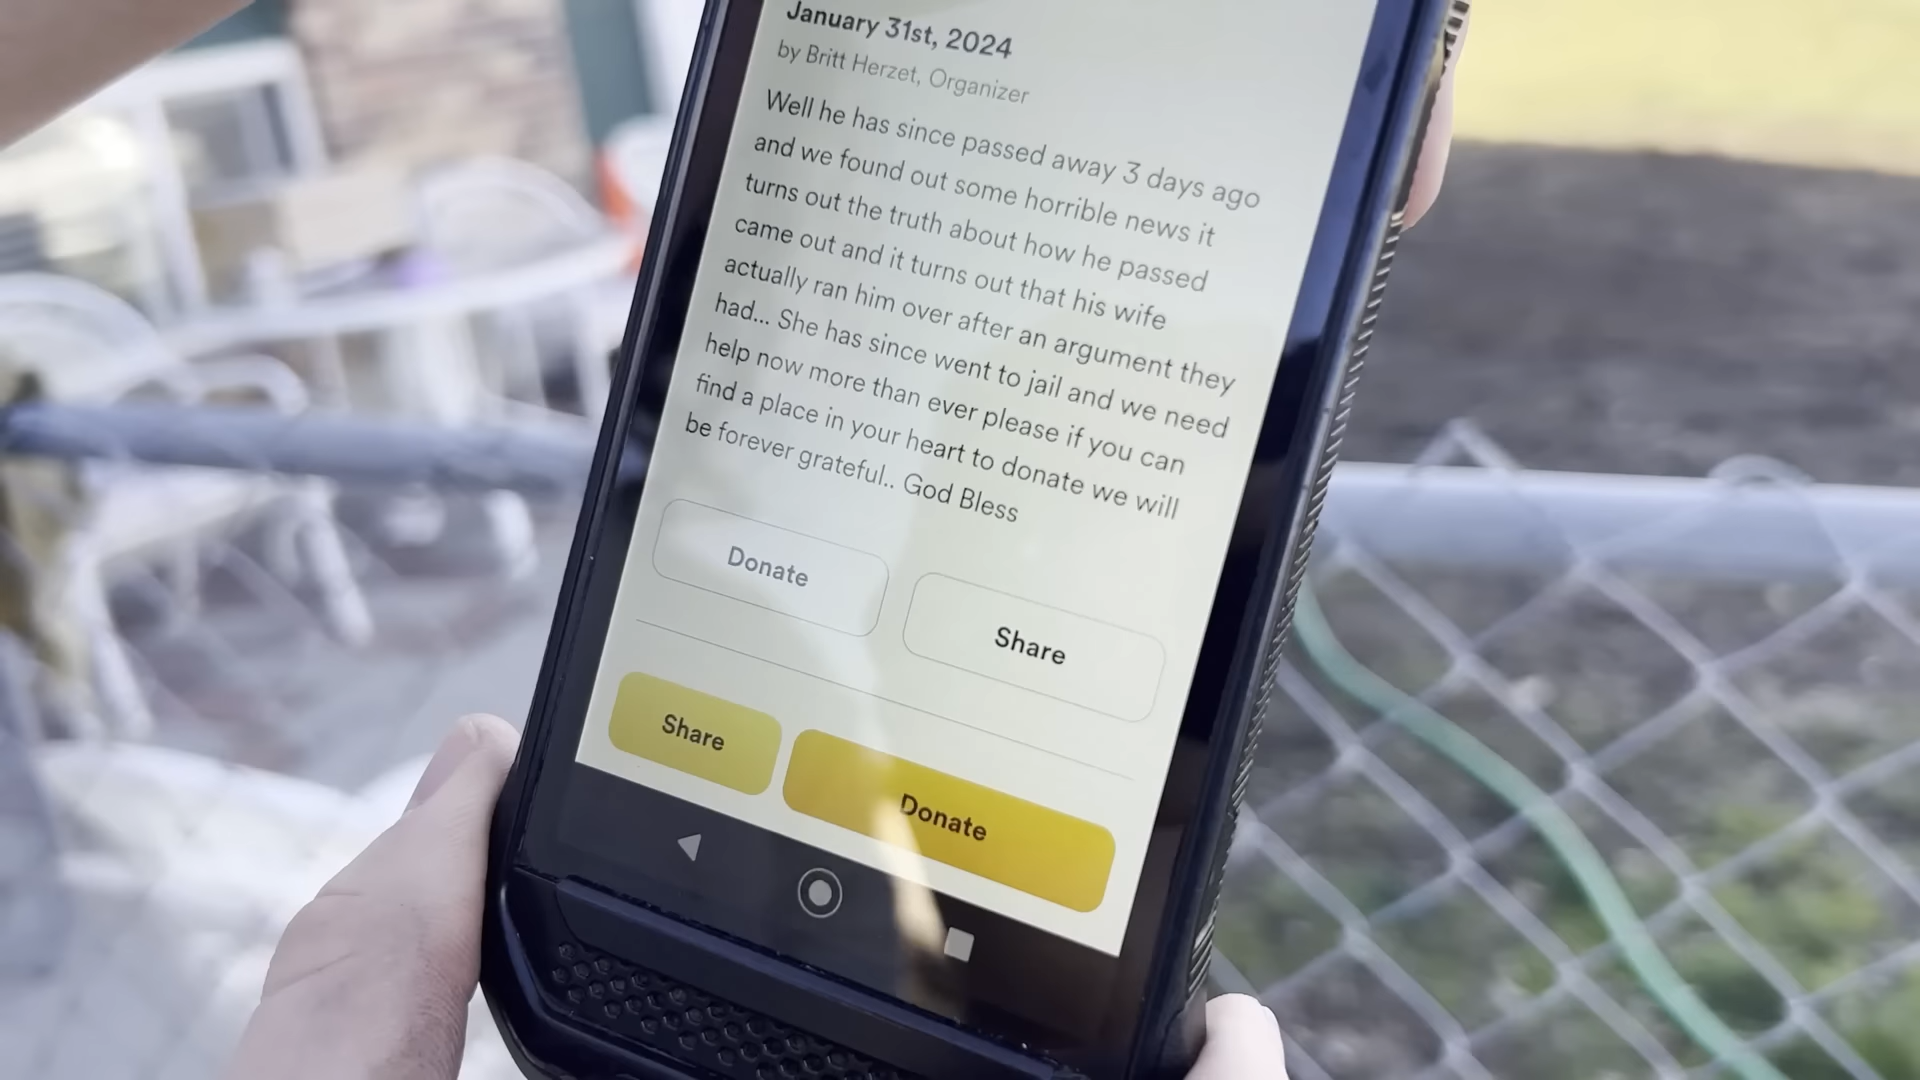 January 31st, 2024
by Britt Herzet, Organizer
Well he has since passed away 3 days ago
and we found out some horrible news it
turns out the truth about how he passed
came out and it turns out that his wife
actually ran him over after an argument they
had... She has since went to jail and we need
help now more than ever please if you can
find a place in your heart to donate we will
be forever grateful.. God Bless
Donate
Share
Share
Donate